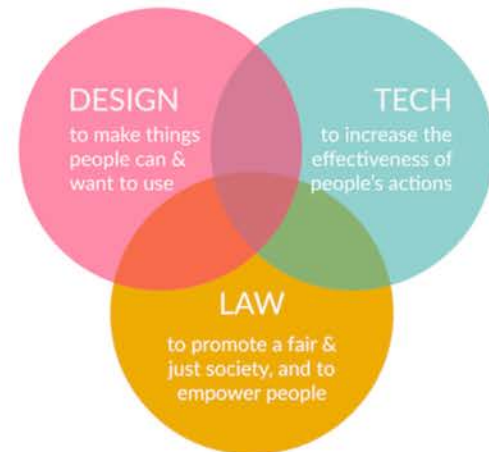 DESIGN
to make things
people can &
want to use
TECH
to increase the
effectiveness of
people's actions
LAW
to promote a fair &
just society, and to
empower people